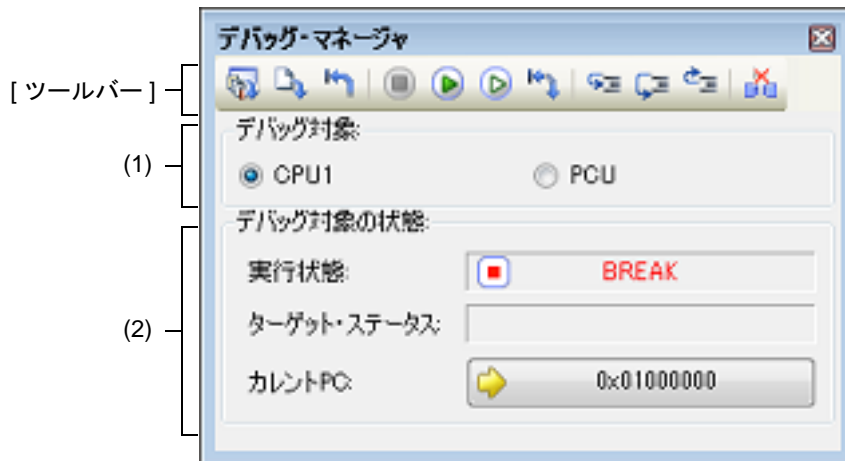 デバッグ・マネージャ
[ ツールバー ]
(1)
デバッグ対象:
CPU1 PCU
(2)
デバッグ対象の状態:
実行状態: BREAK
ターゲット・ステータス:
カレントPC: 0x01000000